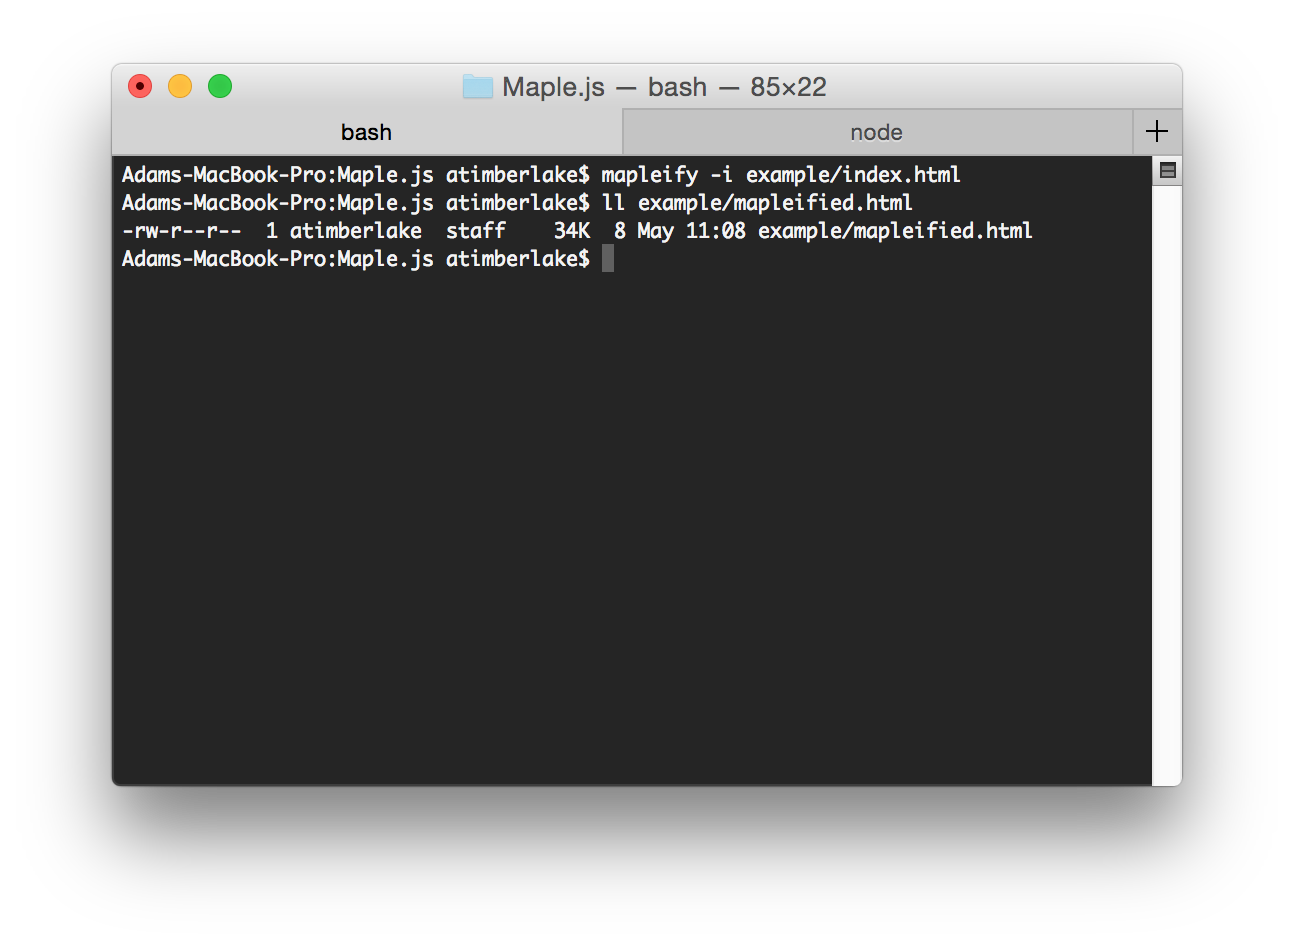 Maple.js — bash — 85×22
bash
node
Adams-MacBook-Pro:Maple.js atimberlake$ mapleify -i example/index.html
Adams-MacBook-Pro:Maple.js atimberlake$ ll example/mapleified.html
-rw-r--r--  1 atimberlake  staff    34K  8 May 11:08 example/mapleified.html
Adams-MacBook-Pro:Maple.js atimberlake$